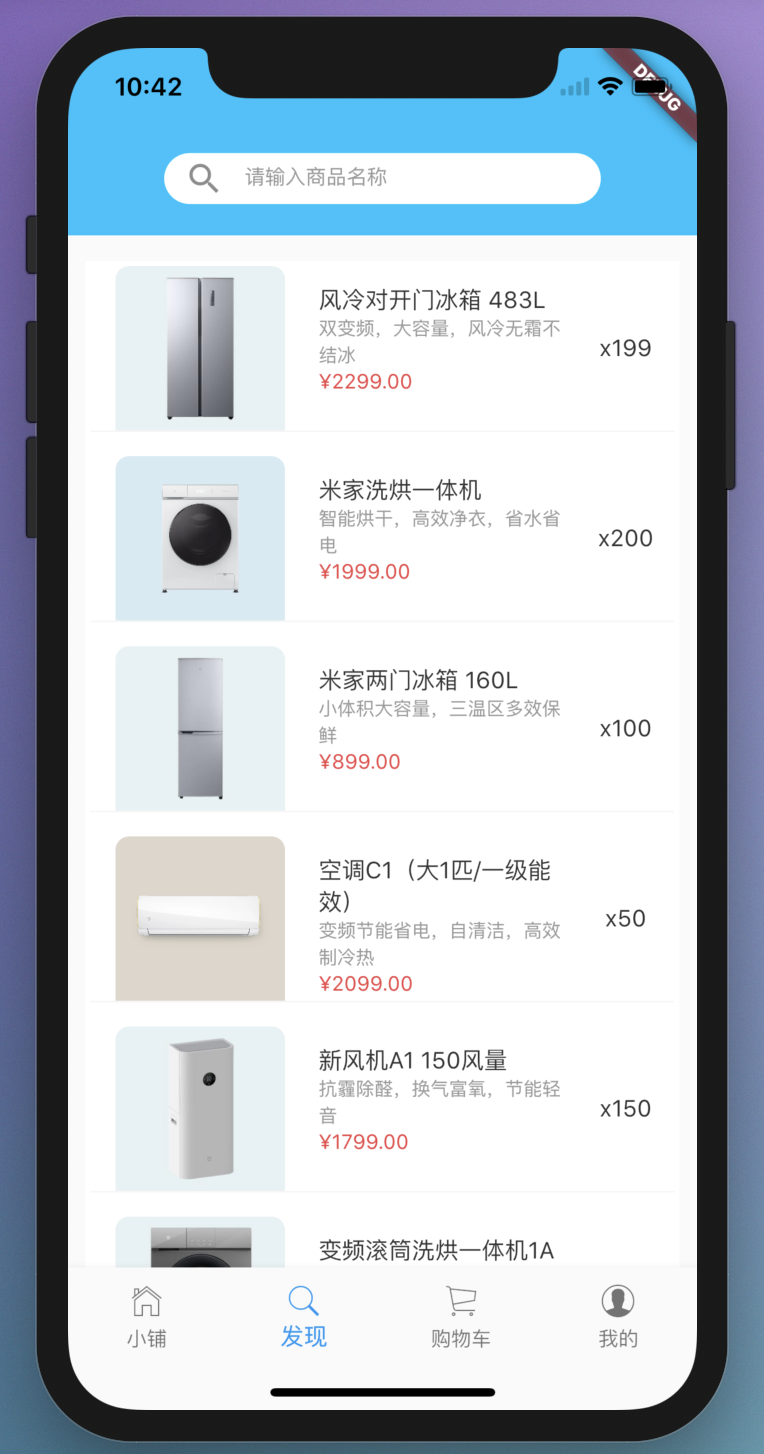 10:42
DEBUG
请输入商品名称
风冷对开门冰箱 483L
双变频，大容量，风冷无霜不
结冰
¥2299.00
x199
米家洗烘一体机
智能烘干，高效净衣，省水省
电
¥1999.00
x200
米家两门冰箱 160L
小体积大容量，三温区多效保
鲜
¥899.00
x100
空调C1（大1匹/一级能
效）
变频节能省电，自清洁，高效
制冷热
¥2099.00
x50
新风机A1 150风量
抗霾除醛，换气富氧，节能轻
音
¥1799.00
x150
变频滚筒洗烘一体机1A
小铺
发现
购物车
我的